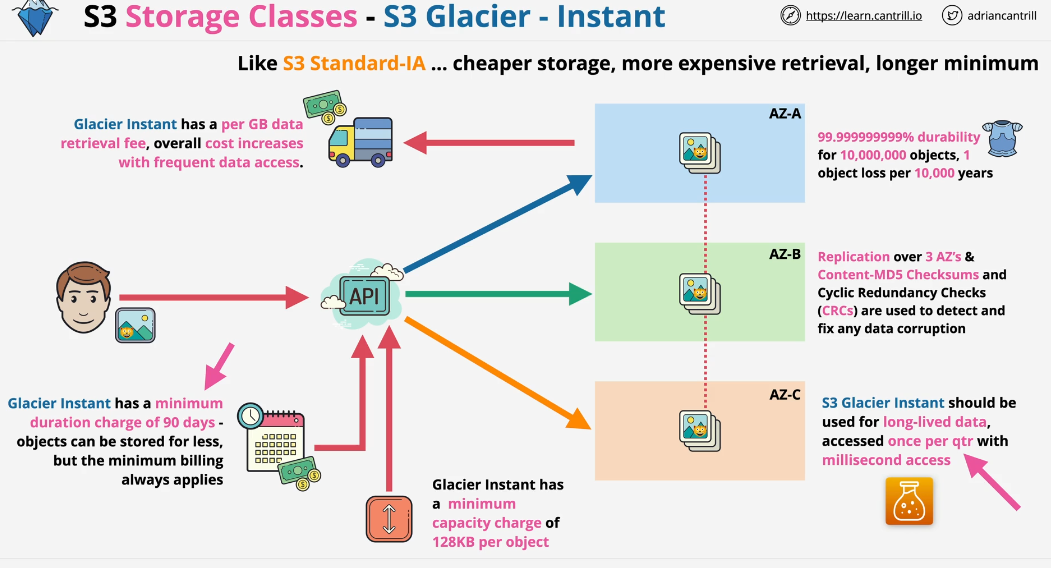 S3 Storage Classes - S3 Glacier - Instant
https://learn.cantrill.io
adriancantrill
Like S3 Standard-IA ... cheaper storage, more expensive retrieval, longer minimum
Glacier Instant has a per GB data
retrieval fee, overall cost increases
with frequent data access.
AZ-A
99.999999999% durability
for 10,000,000 objects, 1
object loss per 10,000 years
API
AZ-B
Replication over 3 AZ's &
Content-MD5 Checksums and
Cyclic Redundancy Checks
(CRCs) are used to detect and
fix any data corruption
Glacier Instant has a minimum
duration charge of 90 days -
objects can be stored for less,
but the minimum billing
always applies
AZ-C
S3 Glacier Instant should be
used for long-lived data,
accessed once per qtr with
millisecond access
Glacier Instant has
a minimum
capacity charge of
128KB per object